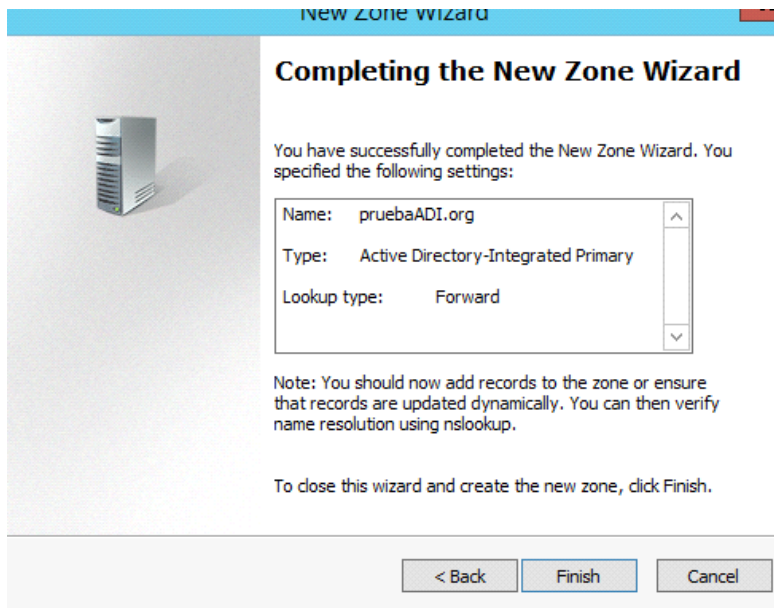 New Zone Wizard
Completing the New Zone Wizard
You have successfully completed the New Zone Wizard. You
specified the following settings:
Name: pruebaADI.org
Type: Active Directory-Integrated Primary
Lookup type: Forward
Note: You should now add records to the zone or ensure
that records are updated dynamically. You can then verify
name resolution using nslookup.
To close this wizard and create the new zone, click Finish.
< Back Finish Cancel